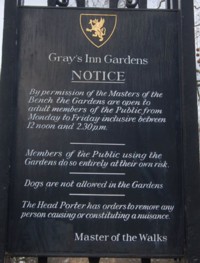 Gray's Inn Gardens
NOTICE
By permission of the Masters of the
Bench the Gardens are open to
adult members of the Public from
Monday to Friday inclusive between
12 noon and 2.30 p.m.
Members of the Public using the
Gardens do so entirely at their own risk.
Dogs are not allowed in the Gardens
The Head Porter has orders to remove any
person causing or constituting a nuisance.
Master of the Walks